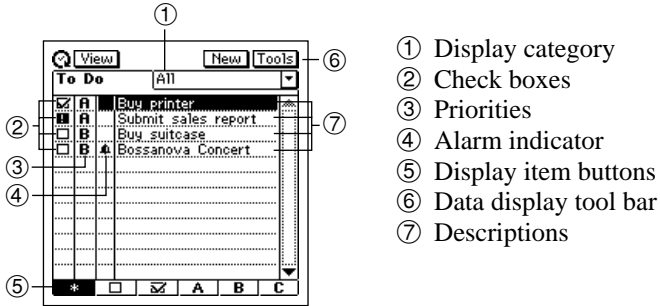 ①
View New Tools ⑥
To Do All
A Buy printer
A Submit sales report
② B Buy suitcase ⑦
B Bossanova Concert
③
④
⑤ * A B C
① Display category
② Check boxes
③ Priorities
④ Alarm indicator
⑤ Display item buttons
⑥ Data display tool bar
⑦ Descriptions